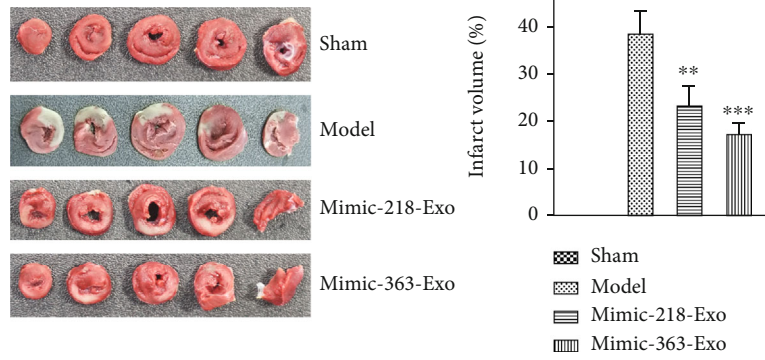 Sham
Model
Mimic-218-Exo
Mimic-363-Exo
Infarct volume (%)
40
30
20
10
0
**
***
Sham
Model
Mimic-218-Exo
Mimic-363-Exo